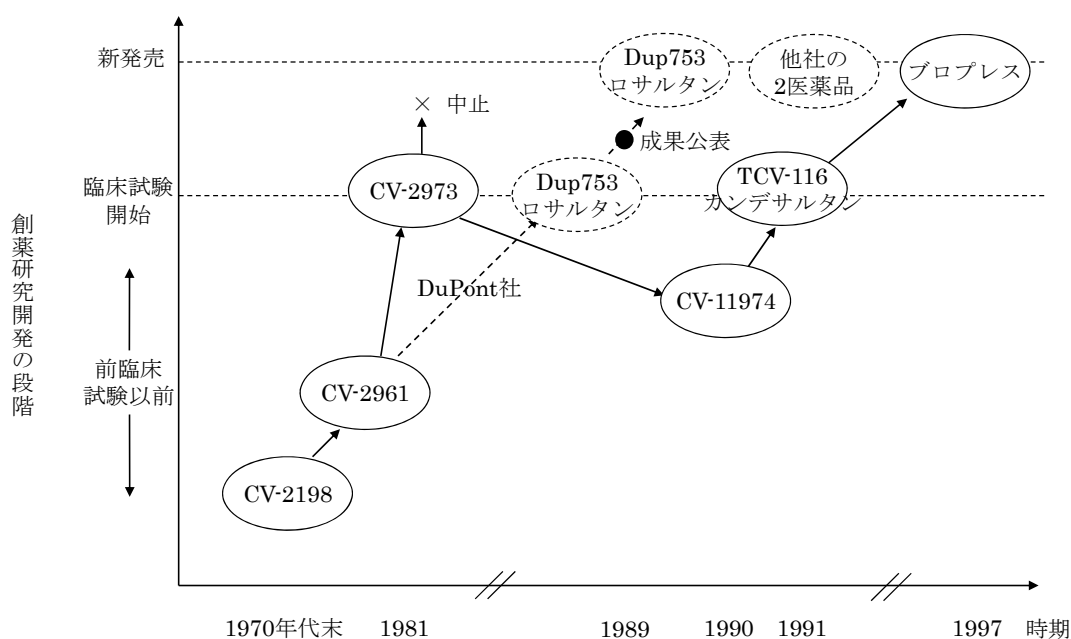 新発売
Dup753
ロサルタン
他社の
2医薬品
ブロプレス
× 中止
成果公表
臨床試験
開始
CV-2973
Dup753
ロサルタン
TCV-116
カンデサルタン
創薬研究開発の段階
DuPont社
CV-11974
前臨床
試験以前
CV-2961
CV-2198
1970年代末
1981
1989
1990
1991
1997
時期